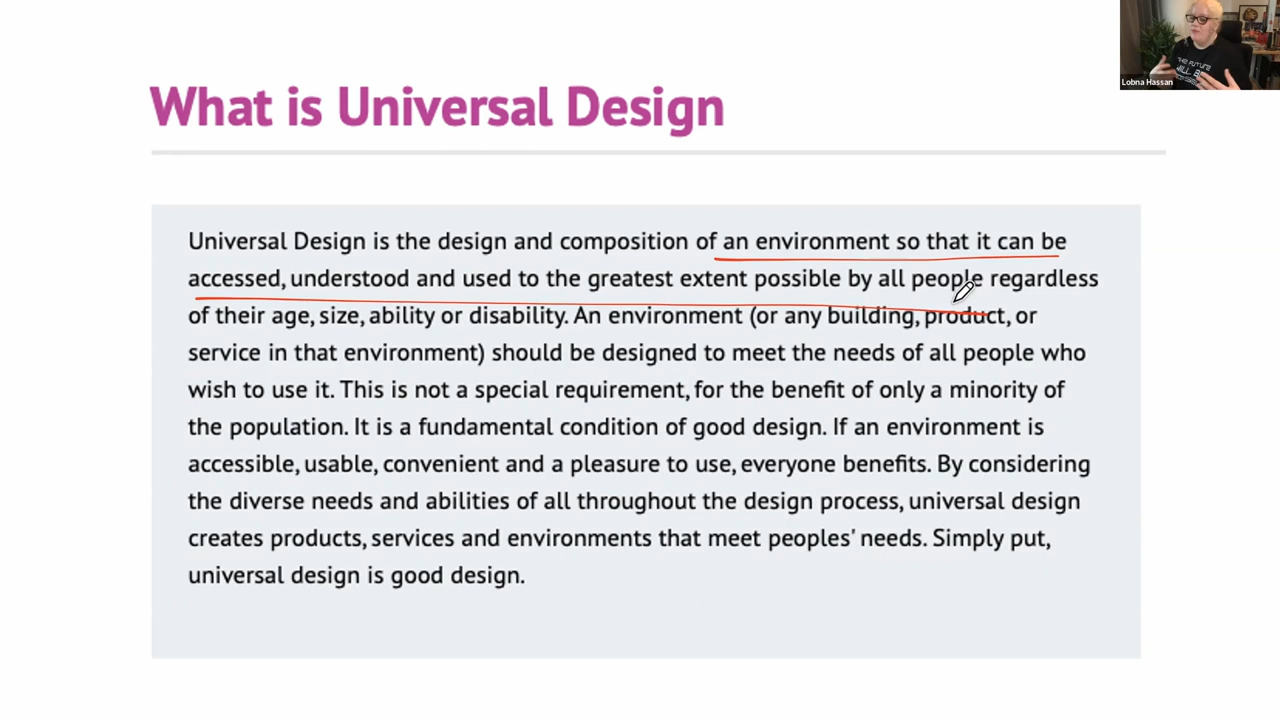 What is Universal Design
Universal Design is the design and composition of an environment so that it can be
accessed, understood and used to the greatest extent possible by all people regardless
of their age, size, ability or disability. An environment (or any building, product, or
service in that environment) should be designed to meet the needs of all people who
wish to use it. This is not a special requirement, for the benefit of only a minority of
the population. It is a fundamental condition of good design. If an environment is
accessible, usable, convenient and a pleasure to use, everyone benefits. By considering
the diverse needs and abilities of all throughout the design process, universal design
creates products, services and environments that meet peoples' needs. Simply put,
universal design is good design.
THE FUTURE
WILL BE
Lobna Hassan